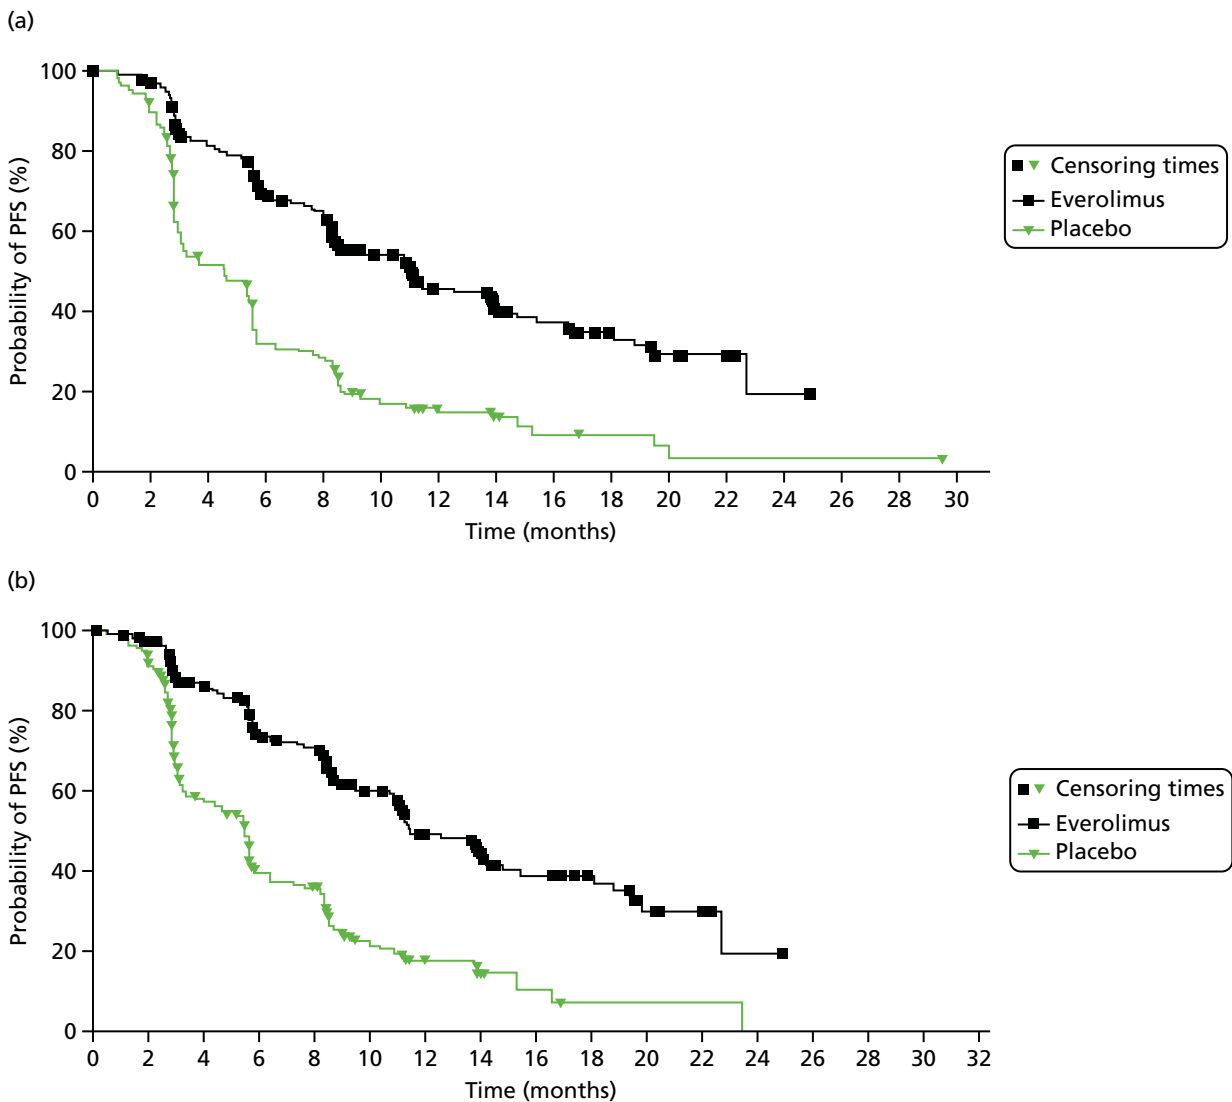 (a)
100
80
60
40
20
0
Probability of PFS (%)
0 2 4 6 8 10 12 14 16 18 20 22 24 26 28 30
Time (months)
Censoring times
Everolimus
Placebo
(b)
100
80
60
40
20
0
Probability of PFS (%)
0 2 4 6 8 10 12 14 16 18 20 22 24 26 28 30 32
Time (months)
Censoring times
Everolimus
Placebo